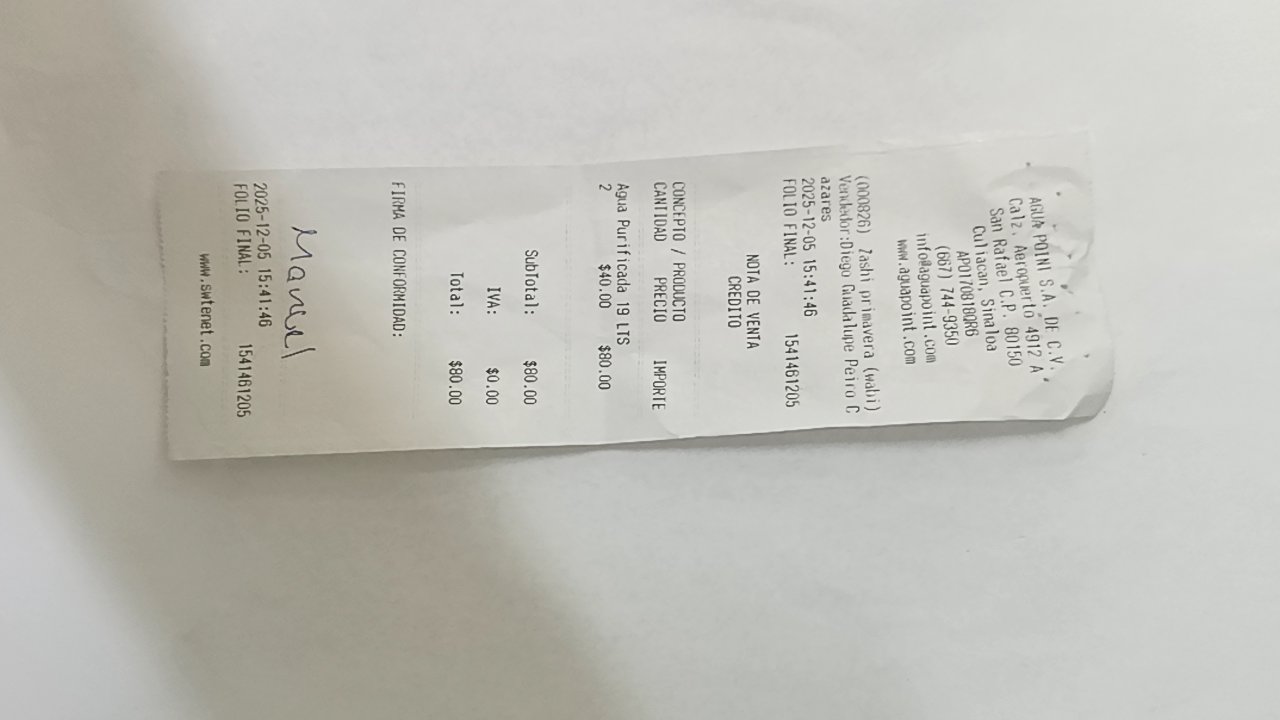 AGUA POINT S.A. DE C.V.
Calz. Aeropuerto 4912 A
San Rafael C.P. 80150
Culiacan, Sinaloa
APO170818QR6
(667) 744-9350
info@aguapoint.com
www.aguapoint.com
(000826) Zashi primavera (wabi)
Vendedor:Diego Guadalupe Peiro C
azares
2025-12-05 15:41:46
FOLIO FINAL: 1541461205
NOTA DE VENTA
CREDITO
CONCEPTO / PRODUCTO
CANTIDAD PRECIO IMPORTE
Agua Purificada 19 LTS
2 $40.00 $80.00
SubTotal: $80.00
IVA: $0.00
Total: $80.00
FIRMA DE CONFORMIDAD:
Manuel
2025-12-05 15:41:46
FOLIO FINAL: 1541461205
www.swtenet.com